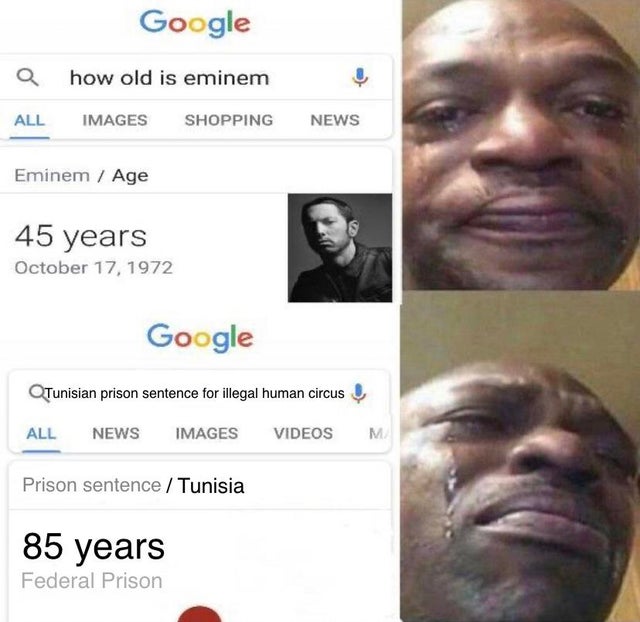 Google
how old is eminem
ALL IMAGES SHOPPING NEWS
Eminem / Age
45 years
October 17, 1972
Google
Tunisian prison sentence for illegal human circus
ALL NEWS IMAGES VIDEOS
Prison sentence / Tunisia
85 years
Federal Prison